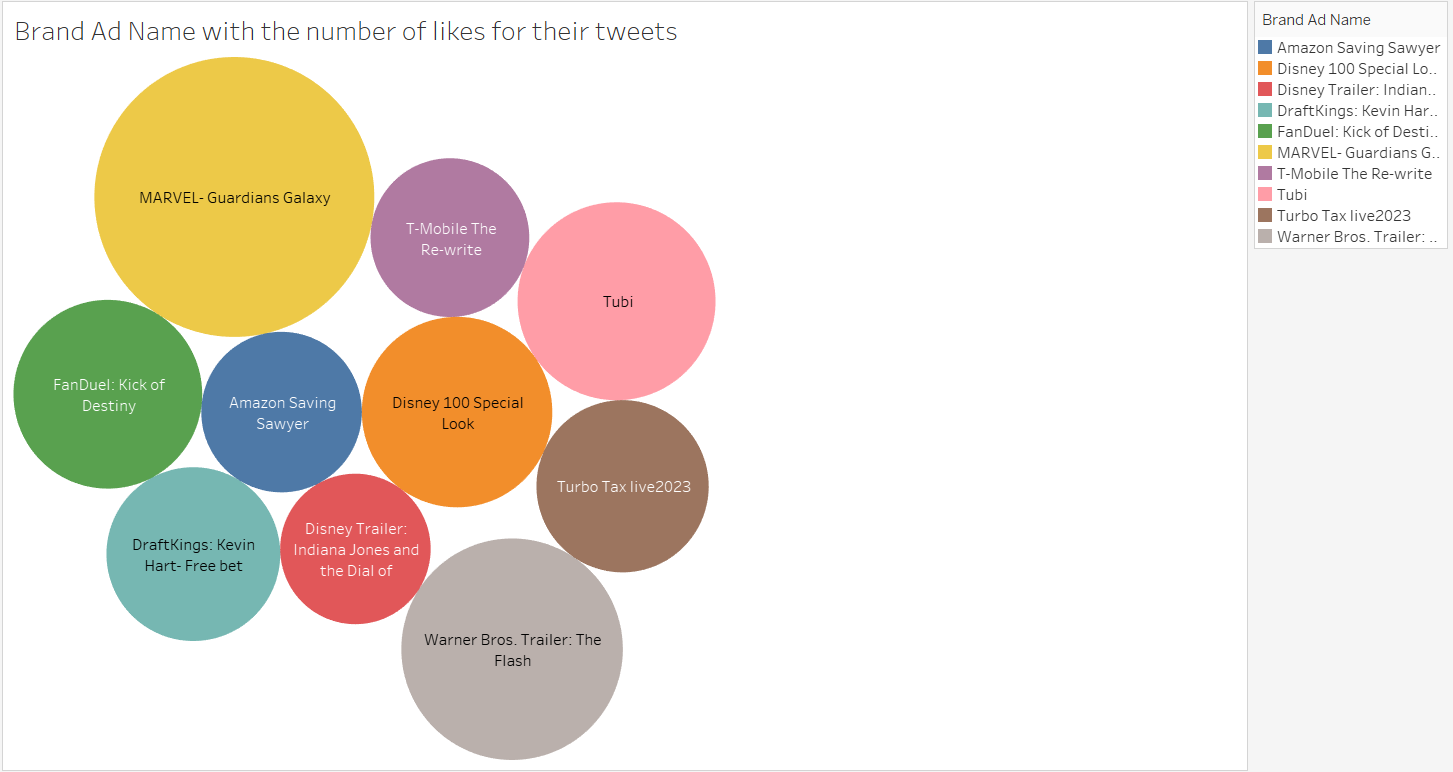 Brand Ad Name with the number of likes for their tweets
MARVEL- Guardians Galaxy
T-Mobile The
Re-write
Tubi
FanDuel: Kick of
Destiny
Amazon Saving
Sawyer
Disney 100 Special
Look
Turbo Tax live2023
DraftKings: Kevin
Hart- Free bet
Disney Trailer:
Indiana Jones and
the Dial of
Warner Bros. Trailer: The
Flash
Brand Ad Name
Amazon Saving Sawyer
Disney 100 Special Lo..
Disney Trailer: Indian..
DraftKings: Kevin Har..
FanDuel: Kick of Desti..
MARVEL- Guardians G..
T-Mobile The Re-write
Tubi
Turbo Tax live2023
Warner Bros. Trailer: ..